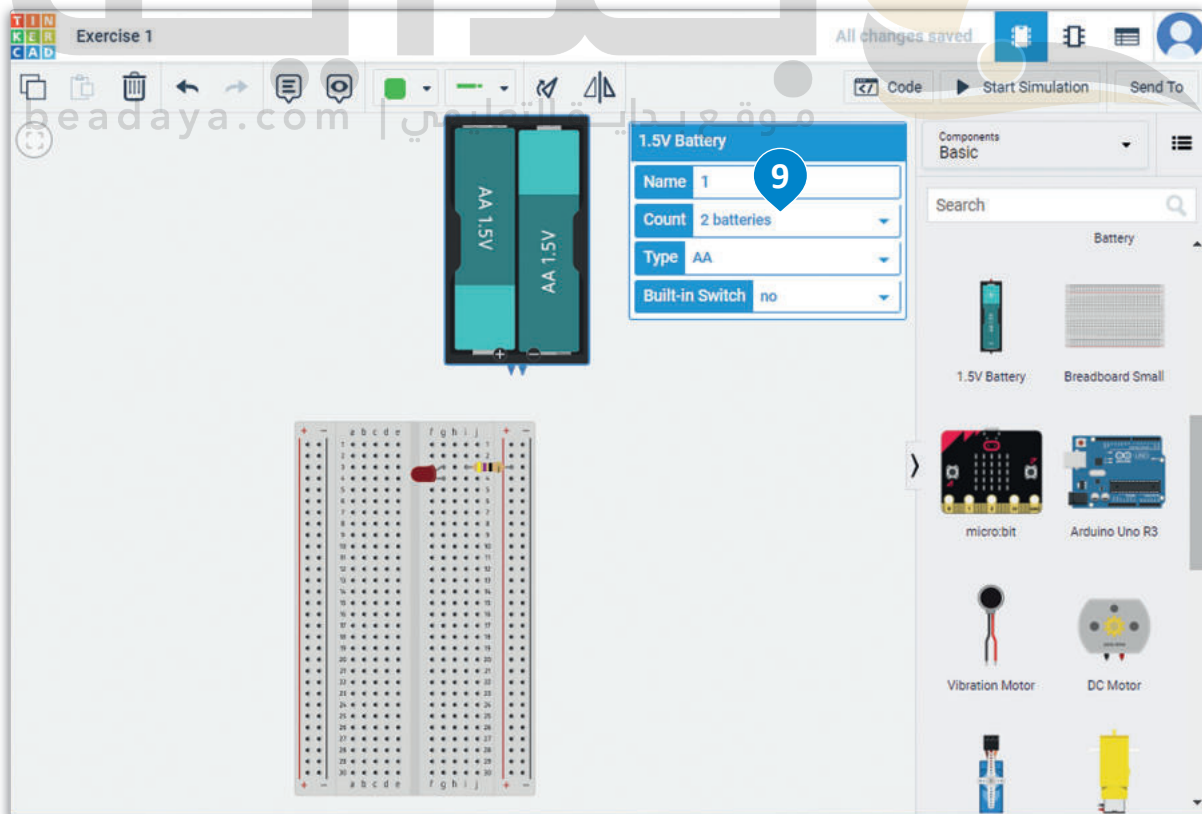 TINKERCAD
Exercise 1
All changes saved
Code
Start Simulation
Send To
beadaya.com |
1.5V Battery
Name 1
9
Count 2 batteries
Type AA
Built-in Switch no
AA 1.5V
AA 1.5V
+ −
Components
Basic
Search
Battery
1.5V Battery
Breadboard Small
micro:bit
Arduino Uno R3
Vibration Motor
DC Motor
+ − a b c d e f g h i j + −
+ − a b c d e f g h i j + −